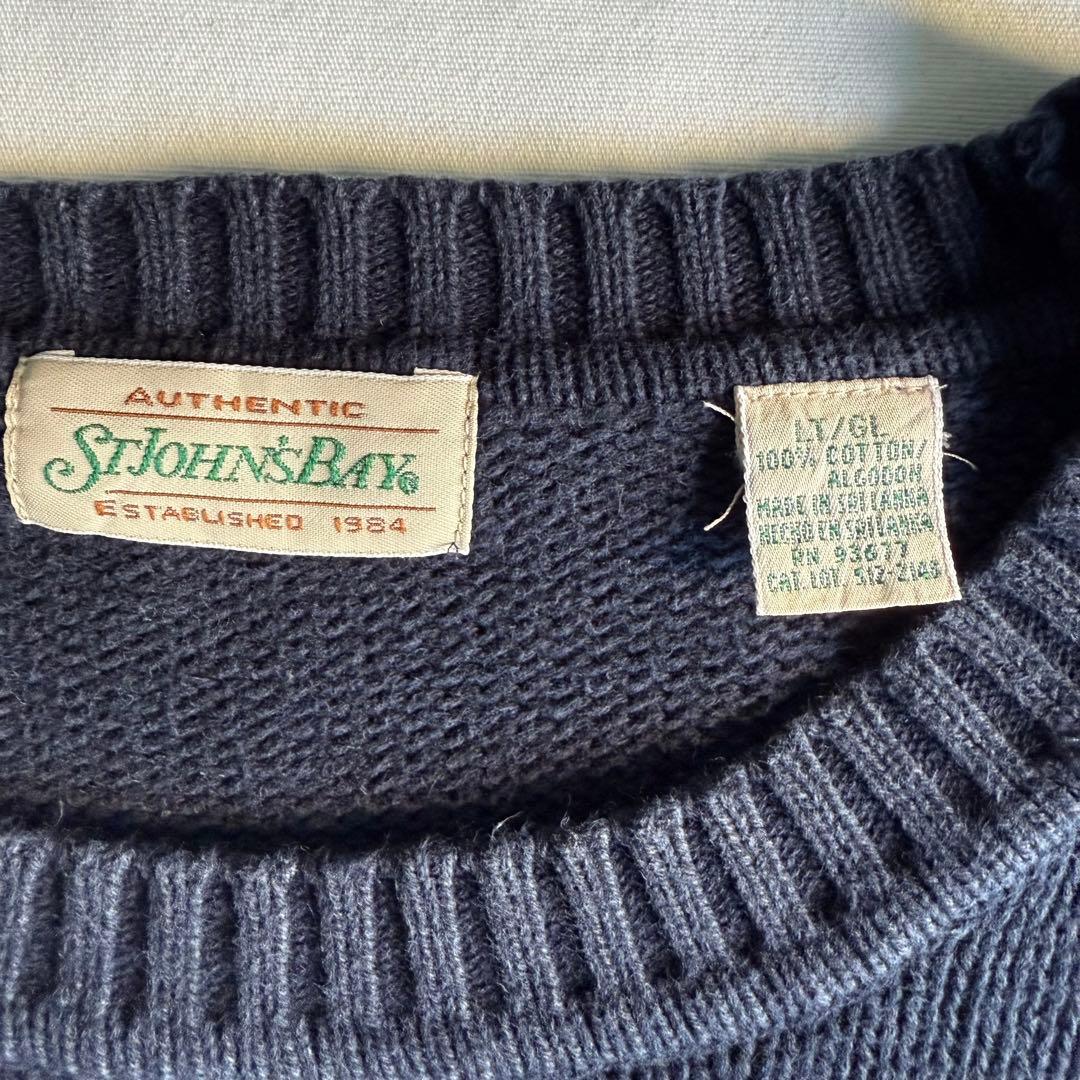 AUTHENTIC
ST JOHN'S BAY®
ESTABLISHED 1984
LT/GL
100% COTTON/
ALGODON
MADE IN SRI LANKA
HECHO EN SRI LANKA
RN 93677
CAT. LOT/ 512-2143